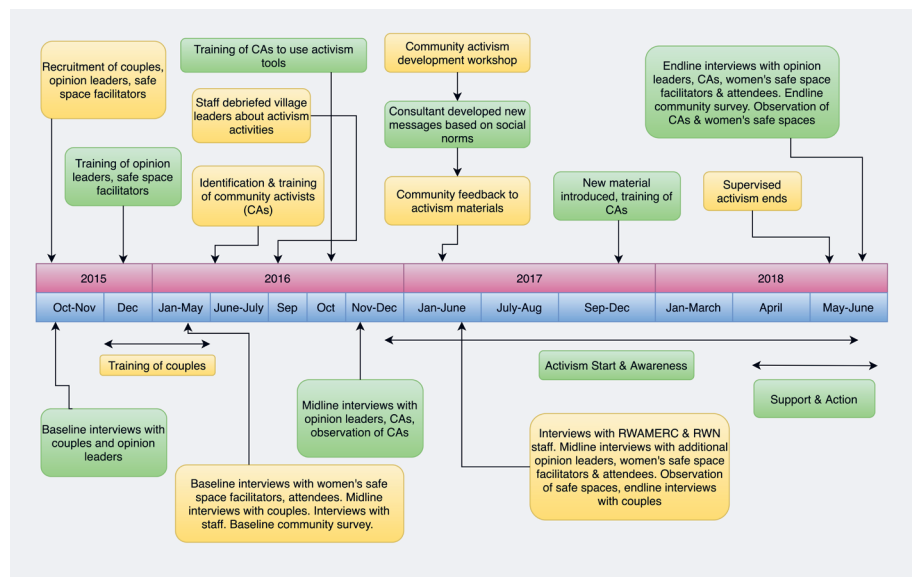 Recruitment of couples,
opinion leaders, safe
space facilitators
Training of CAs to use activism
tools
Staff debriefed village
leaders about activism
activities
Training of opinion
leaders, safe space
facilitators
Identification & training
of community activists
(CAs)
Community activism
development workshop
Consultant developed new
messages based on social
norms
Community feedback to
activism materials
New material
introduced, training of
CAs
Supervised
activism ends
Endline interviews with opinion
leaders, CAs, women's safe space
facilitators & attendees. Endline
community survey. Observation of
CAs & women's safe spaces
2015 2016 2017 2018
Oct-Nov Dec Jan-May June-July Sep Oct Nov-Dec Jan-June July-Aug Sep-Dec Jan-March April May-June
Training of couples
Activism Start & Awareness
Support & Action
Baseline interviews with
couples and opinion
leaders
Baseline interviews with women's safe
space facilitators, attendees. Midline
interviews with couples. Interviews with
staff. Baseline community survey.
Midline interviews with
opinion leaders, CAs,
observation of CAs
Interviews with RWAMERC & RWN
staff. Midline interviews with additional
opinion leaders, women's safe space
facilitators & attendees. Observation
of safe spaces, endline interviews
with couples